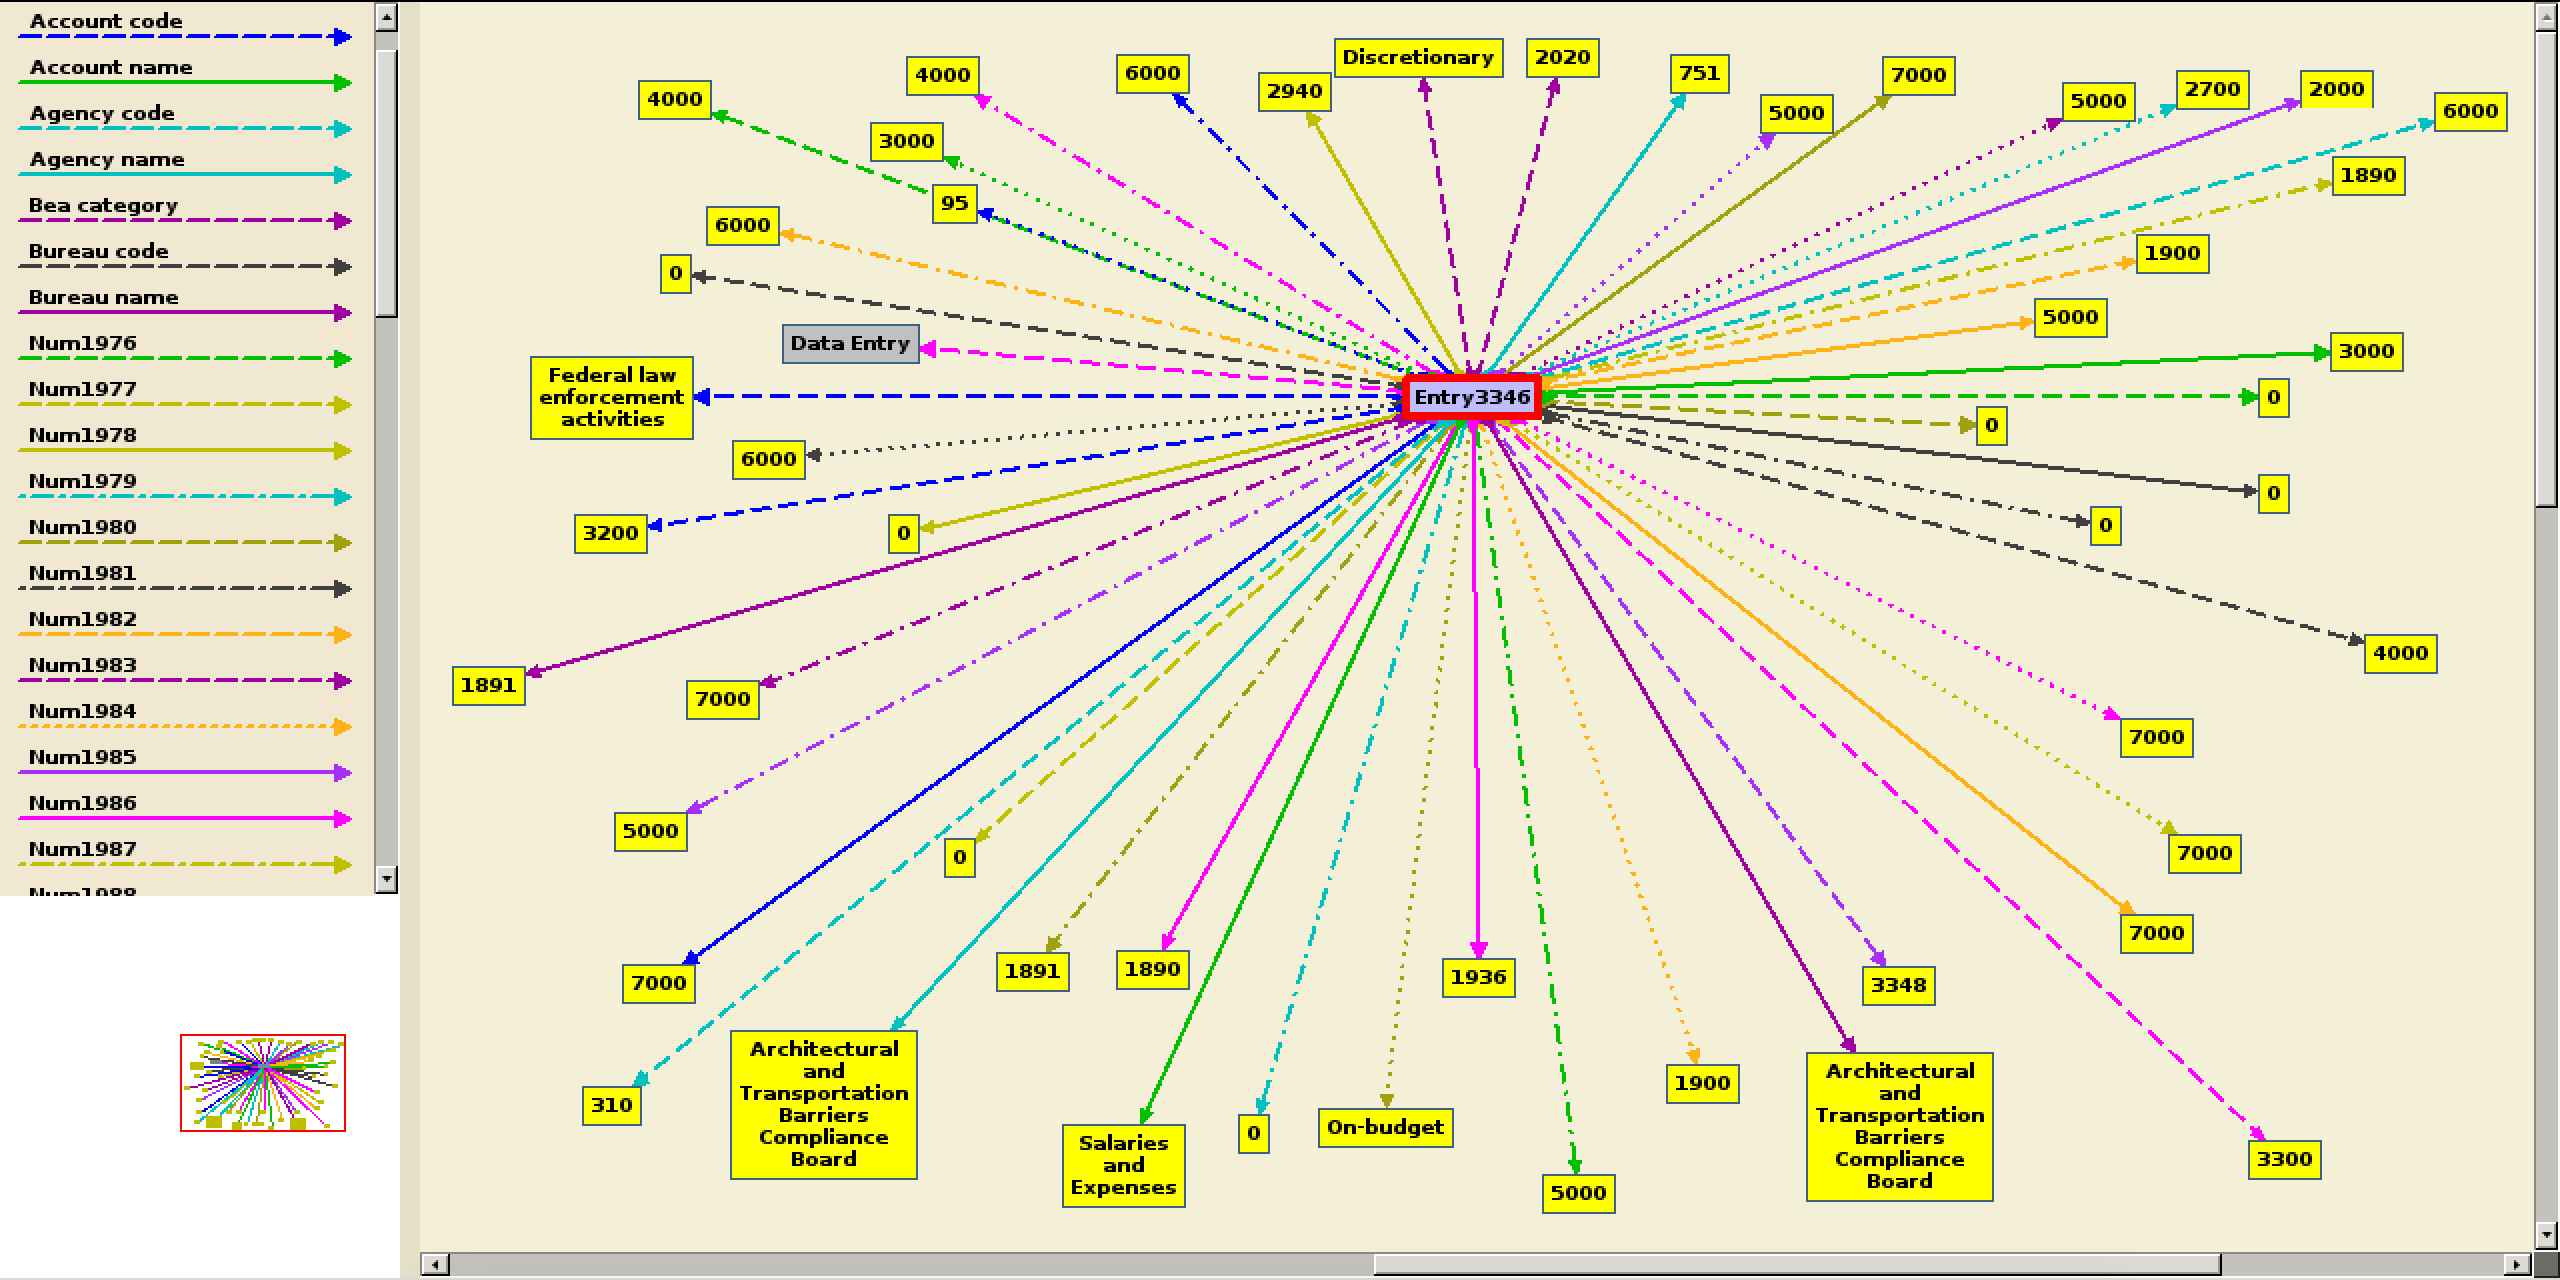 Account code
Account name
Agency code
Agency name
Bea category
Bureau code
Bureau name
Num1976
Num1977
Num1978
Num1979
Num1980
Num1981
Num1982
Num1983
Num1984
Num1985
Num1986
Num1987
Num1988
Discretionary
2020
4000
4000
6000
2940
751
7000
5000
5000
2700
2000
6000
3000
95
1890
6000
0
1900
5000
Data Entry
3000
Federal law
enforcement
activities
Entry3346
0
0
6000
0
3200
0
0
4000
1891
7000
7000
5000
0
7000
7000
7000
1891
1890
1936
3348
310
Architectural
and
Transportation
Barriers
Compliance
Board
Salaries
and
Expenses
0
On-budget
5000
1900
Architectural
and
Transportation
Barriers
Compliance
Board
3300